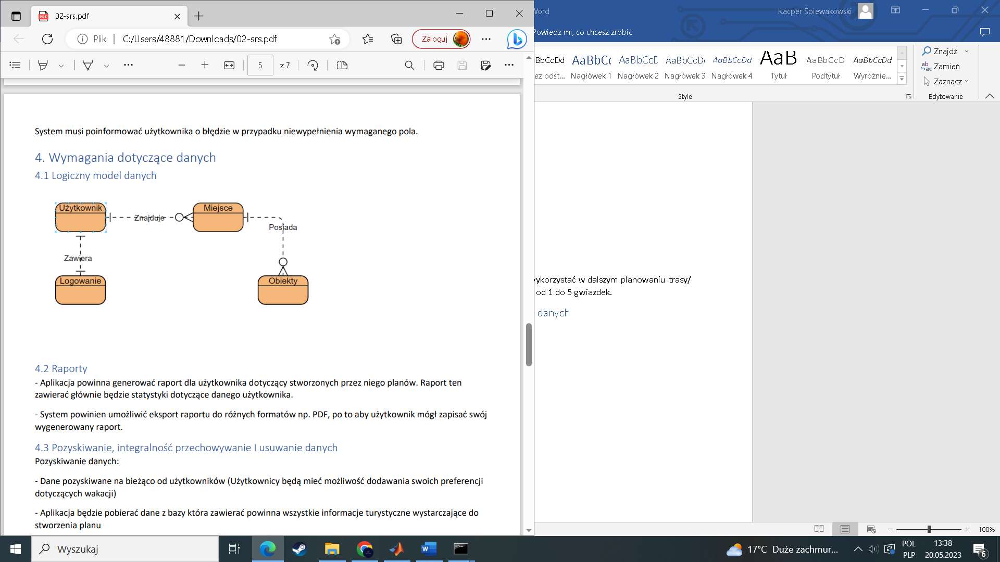 02-srs.pdf
Plik
C:/Users/48881/Downloads/02-srs.pdf
Zaloguj
5
z 7
System musi poinformować użytkownika o błędzie w przypadku niewypełnienia wymaganego pola.
4. Wymagania dotyczące danych
4.1 Logiczny model danych
Użytkownik
Znajduje
Miejsce
Posiada
Zawiera
Logowanie
Obiekty
4.2 Raporty
- Aplikacja powinna generować raport dla użytkownika dotyczący stworzonych przez niego planów. Raport ten
zawierać głównie będzie statystyki dotyczące danego użytkownika.
- System powinien umożliwić eksport raportu do różnych formatów np. PDF, po to aby użytkownik mógł zapisać swój
wygenerowany raport.
4.3 Pozyskiwanie, integralność przechowywanie I usuwanie danych
Pozyskiwanie danych:
- Dane pozyskiwane na bieżąco od użytkowników (Użytkownicy będą mieć możliwość dodawania swoich preferencji
dotyczących wakacji)
- Aplikacja będzie pobierać dane z bazy która zawierać powinna wszystkie informacje turystyczne wystarczające do
stworzenia planu
Word
Kacper Śpiewakowski
Powiedz mi, co chcesz zrobić
BbCcDd AaBbCc AaBbCcD AaBbCcD AaBbCcDd AaB AaBbCcD AaBbCcDd
ez odst... Nagłówek 1 Nagłówek 2 Nagłówek 3 Nagłówek 4 Tytuł Podtytuł Wyróżnie...
Style
Znajdź
Zamień
Zaznacz
Edytowanie
ykorzystać w dalszym planowaniu trasy/
od 1 do 5 gwiazdek.
danych
100%
Wyszukaj
17°C Duże zachmur...
POL
PLP
13:38
20.05.2023
6